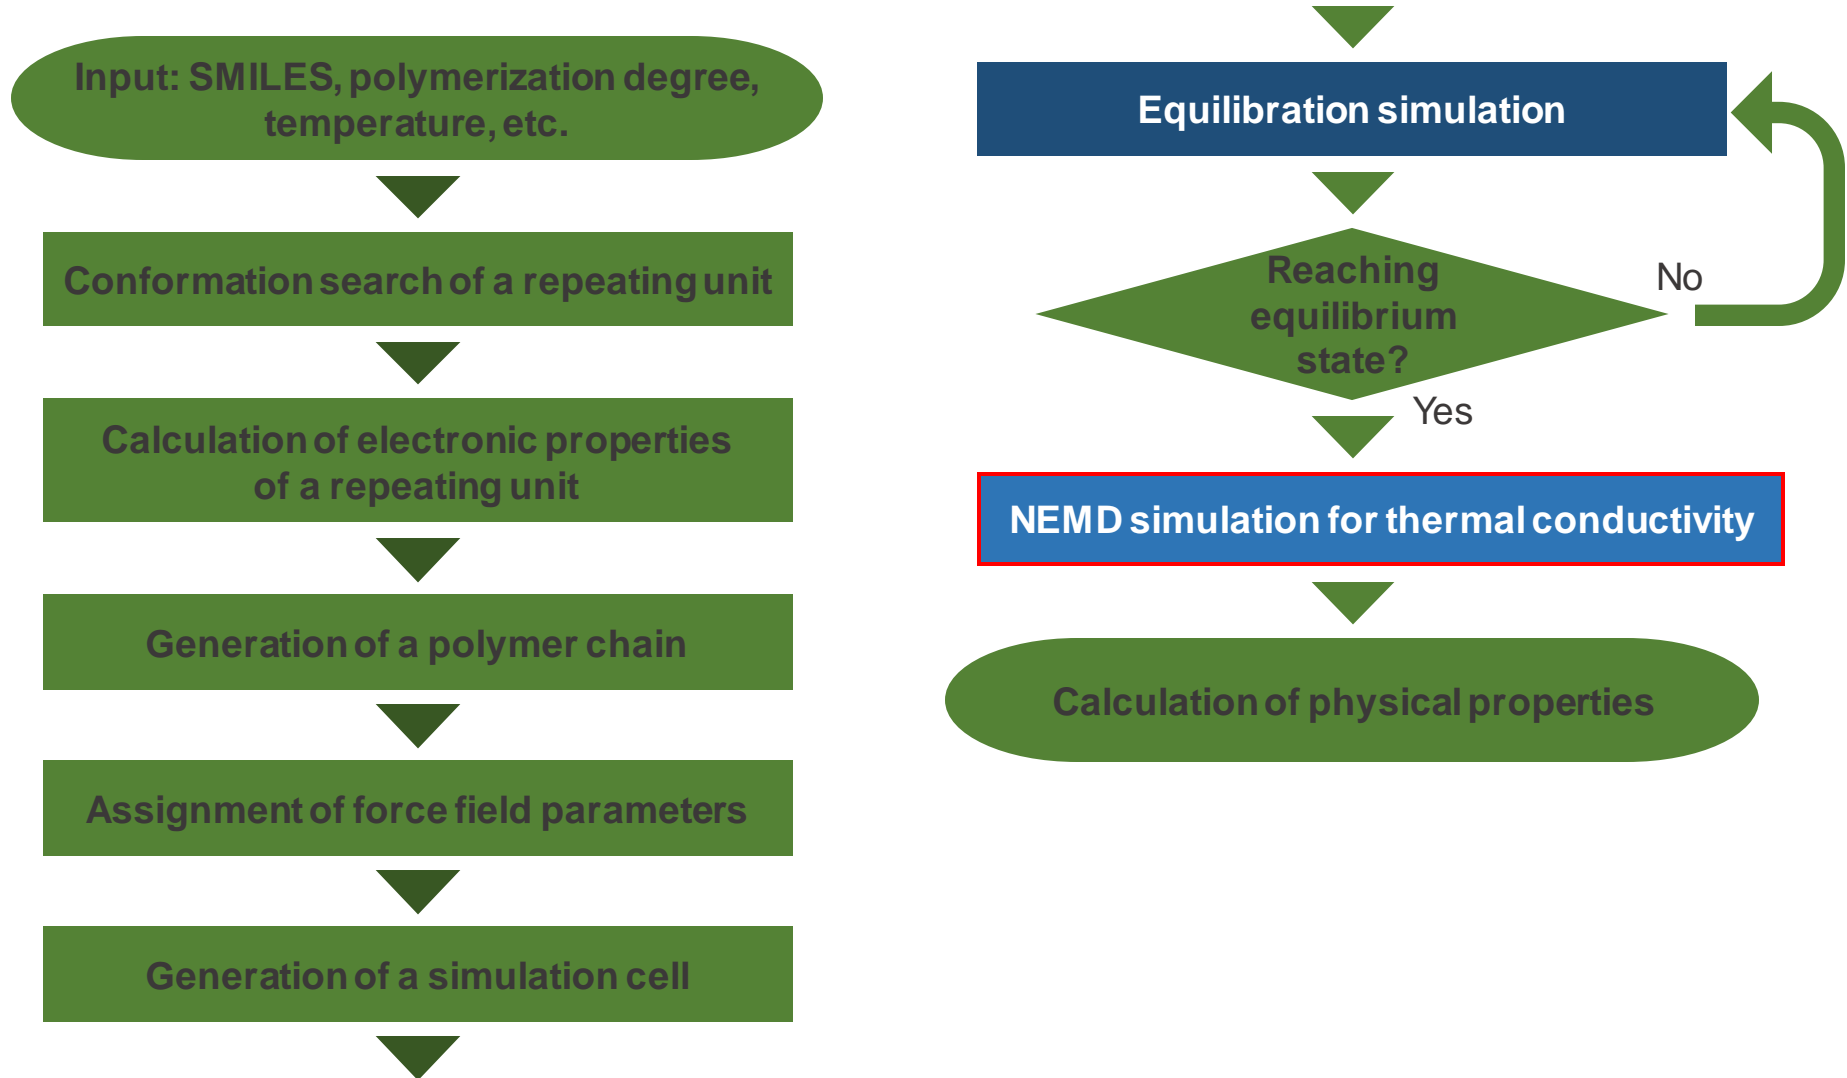 Input: SMILES, polymerization degree,
temperature, etc.
Conformation search of a repeating unit
Calculation of electronic properties
of a repeating unit
Generation of a polymer chain
Assignment of force field parameters
Generation of a simulation cell
Equilibration simulation
Reaching
equilibrium
state?
No
Yes
NEMD simulation for thermal conductivity
Calculation of physical properties